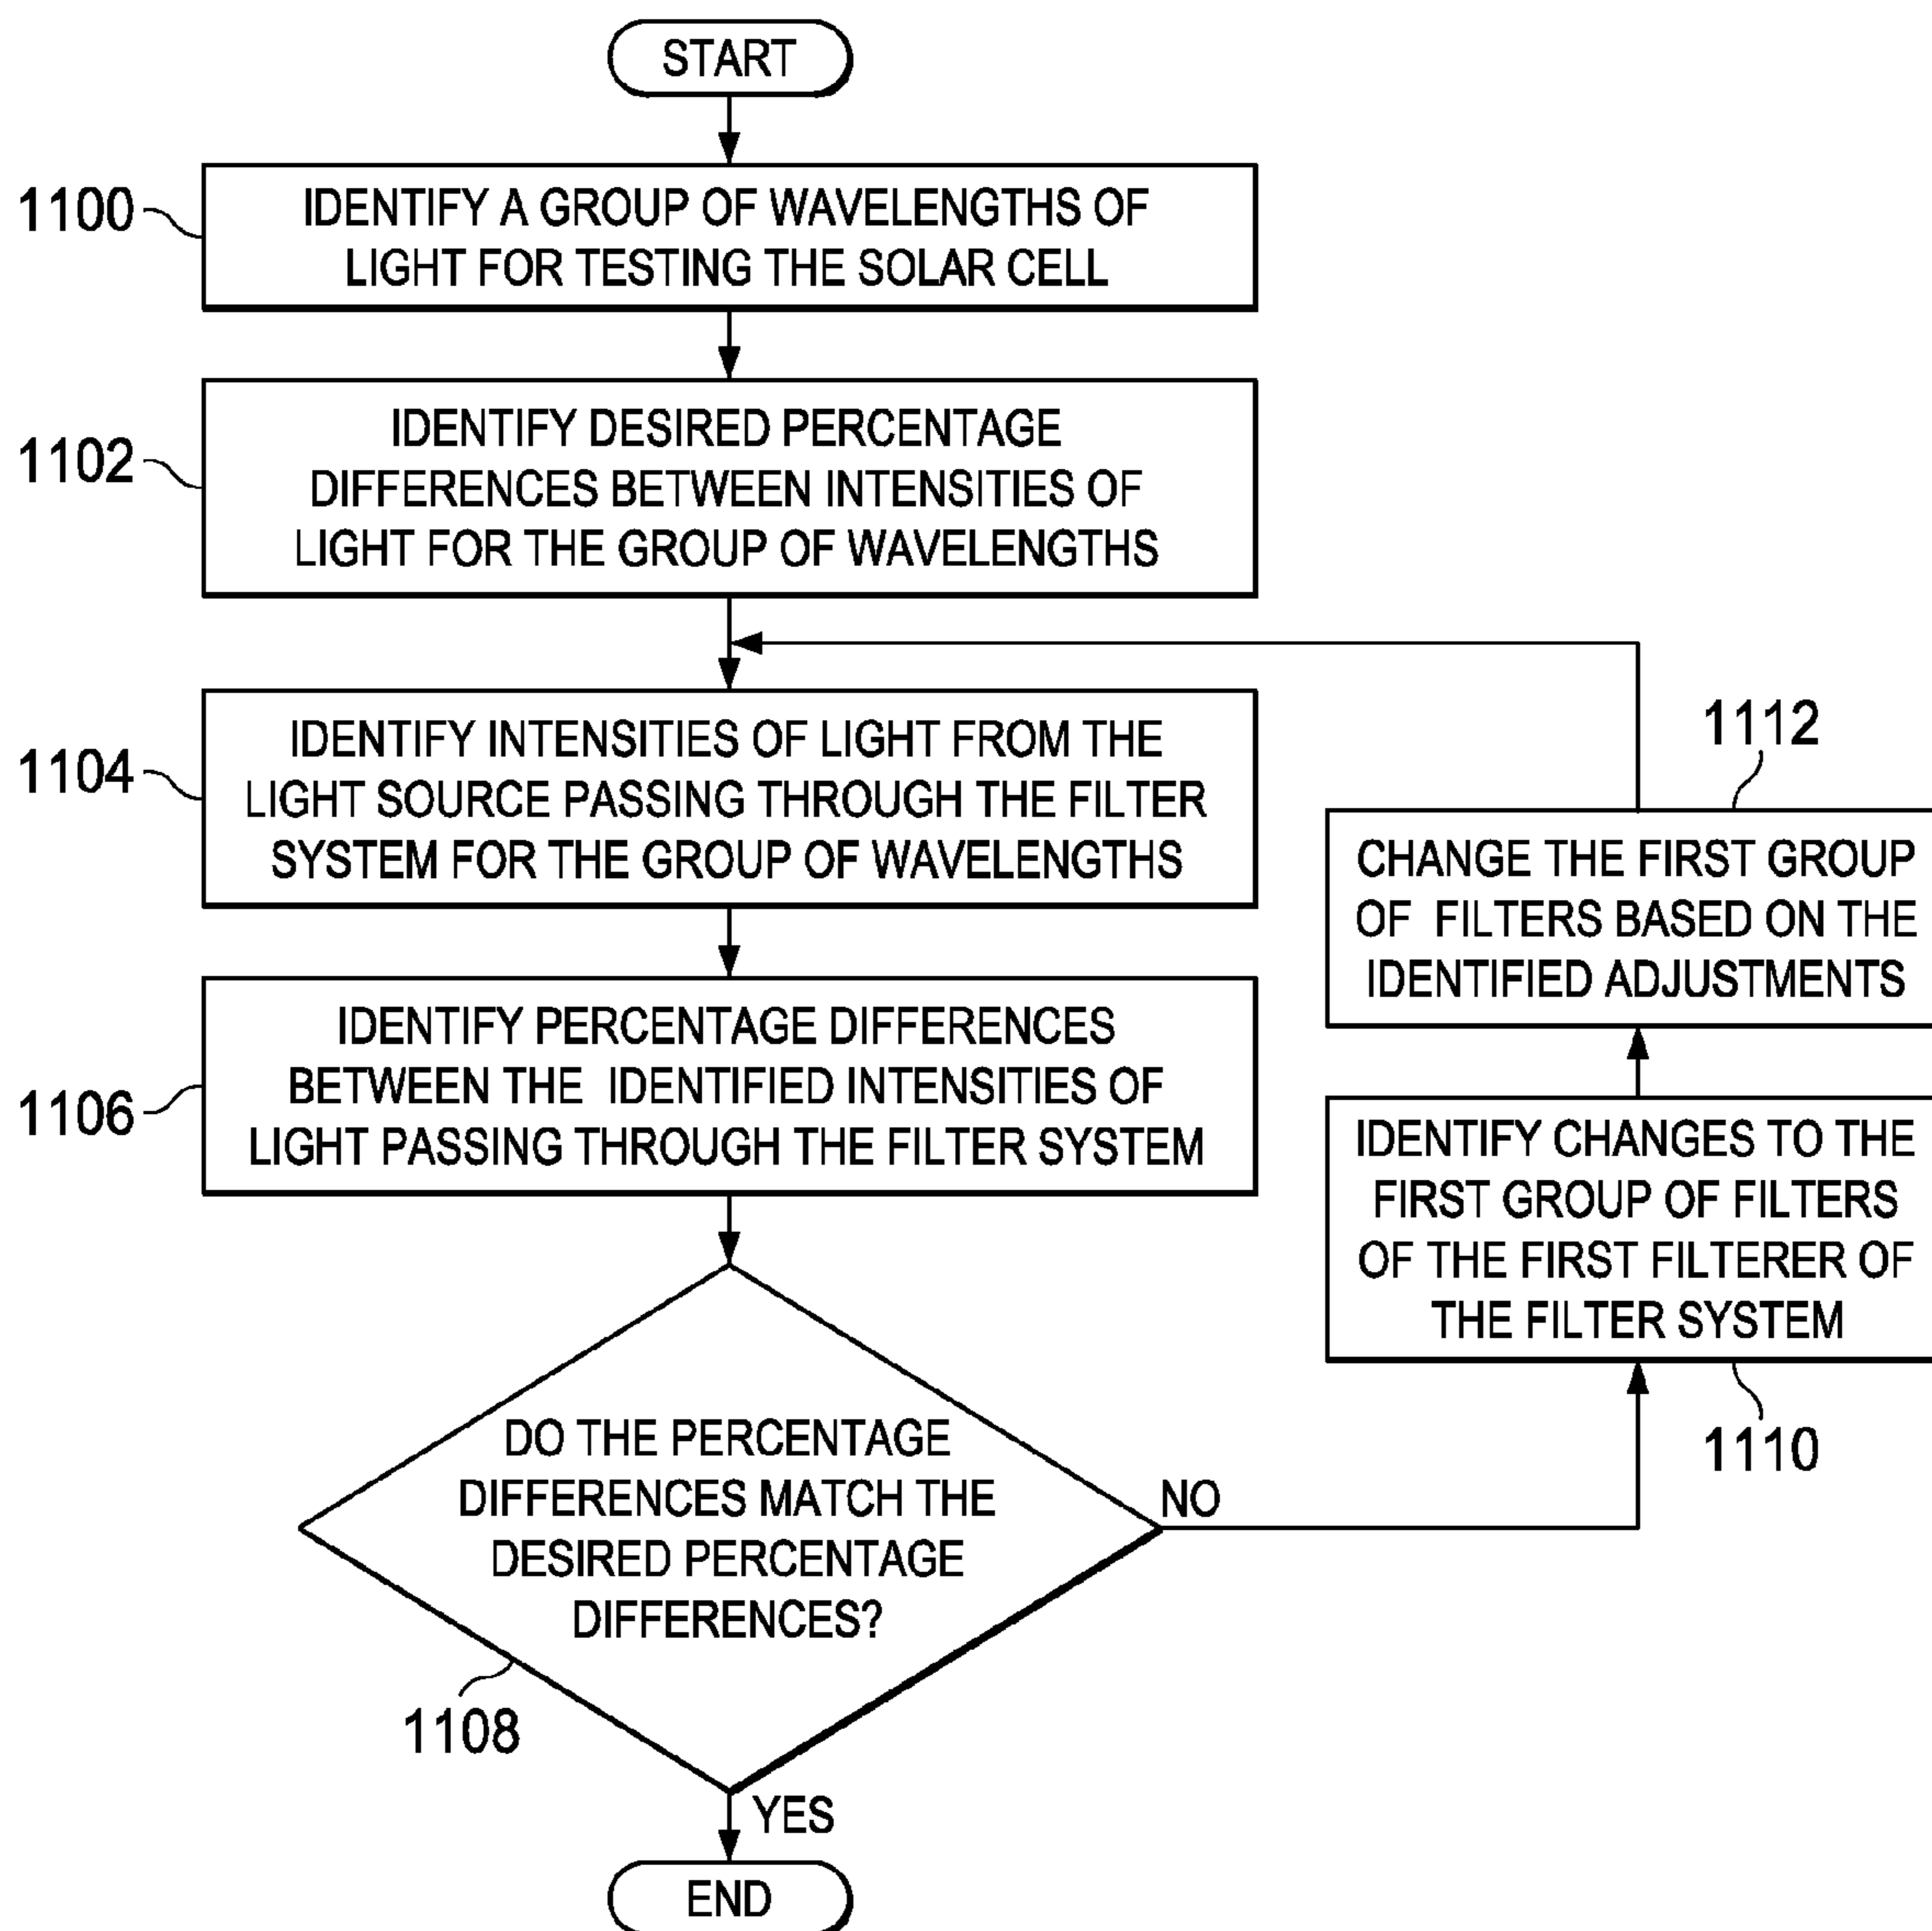 START
1100
IDENTIFY A GROUP OF WAVELENGTHS OF
LIGHT FOR TESTING THE SOLAR CELL
1102
IDENTIFY DESIRED PERCENTAGE
DIFFERENCES BETWEEN INTENSITIES OF
LIGHT FOR THE GROUP OF WAVELENGTHS
1104
IDENTIFY INTENSITIES OF LIGHT FROM THE
LIGHT SOURCE PASSING THROUGH THE FILTER
SYSTEM FOR THE GROUP OF WAVELENGTHS
1106
IDENTIFY PERCENTAGE DIFFERENCES
BETWEEN THE IDENTIFIED INTENSITIES OF
LIGHT PASSING THROUGH THE FILTER SYSTEM
DO THE PERCENTAGE
DIFFERENCES MATCH THE
DESIRED PERCENTAGE
DIFFERENCES?
1108
NO
YES
END
1112
CHANGE THE FIRST GROUP
OF FILTERS BASED ON THE
IDENTIFIED ADJUSTMENTS
IDENTIFY CHANGES TO THE
FIRST GROUP OF FILTERS
OF THE FIRST FILTERER OF
THE FILTER SYSTEM
1110